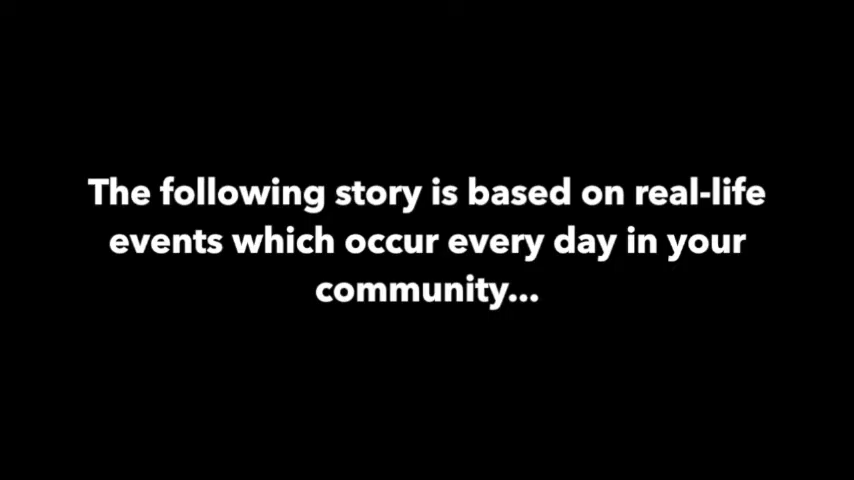 The following story is based on real-life
events which occur every day in your
community...